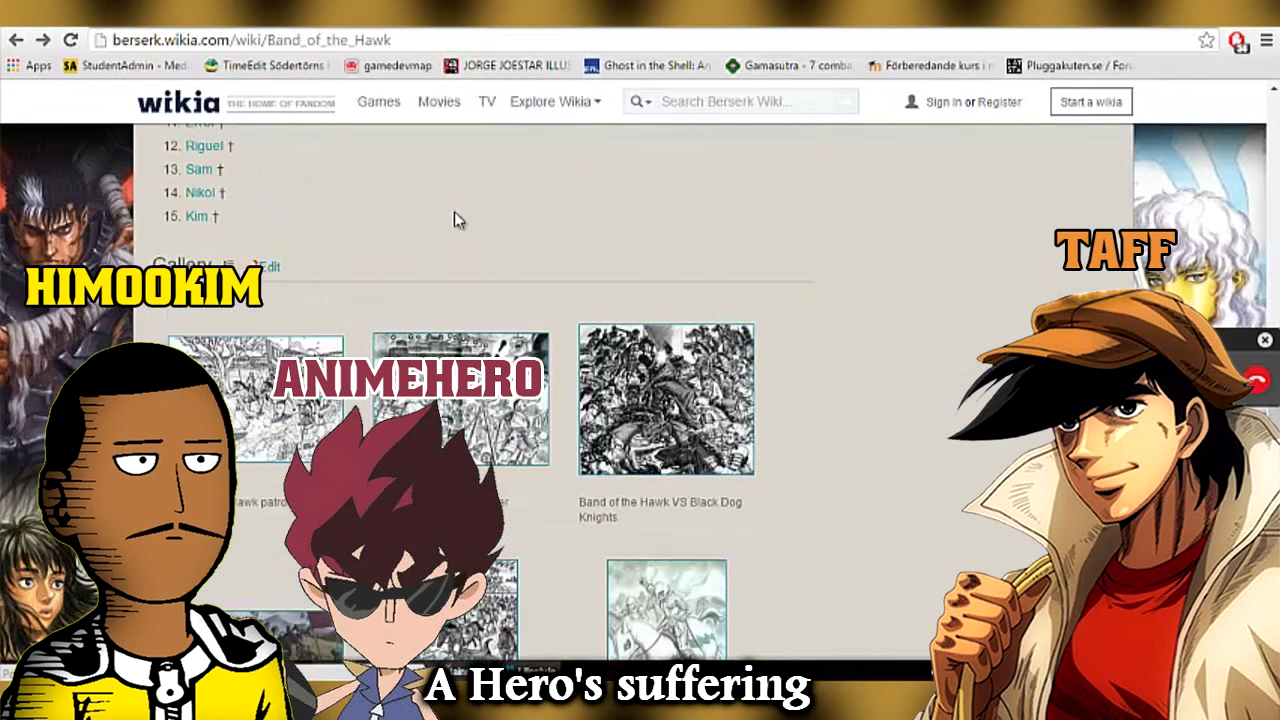 berserk.wikia.com/wiki/Band_of_the_Hawk
Apps SA StudentAdmin - Med TimeEdit Södertörns gamedevmap JORGE JOESTAR ILLUS Ghost in the Shell: An Gamasutra - 7 comba Förberedande kurs i Pluggakuten.se / Foru
wikia THE HOME OF FANDOM Games Movies TV Explore Wikia Search Berserk Wiki... Sign In or Register Start a wikia
12. Riguel †
13. Sam †
14. Nikol †
15. Kim †
Gallery Edit
TAFF
HIMOOKIM
ANIMEHERO
Band of the Hawk VS Black Dog
Knights
A Hero's suffering